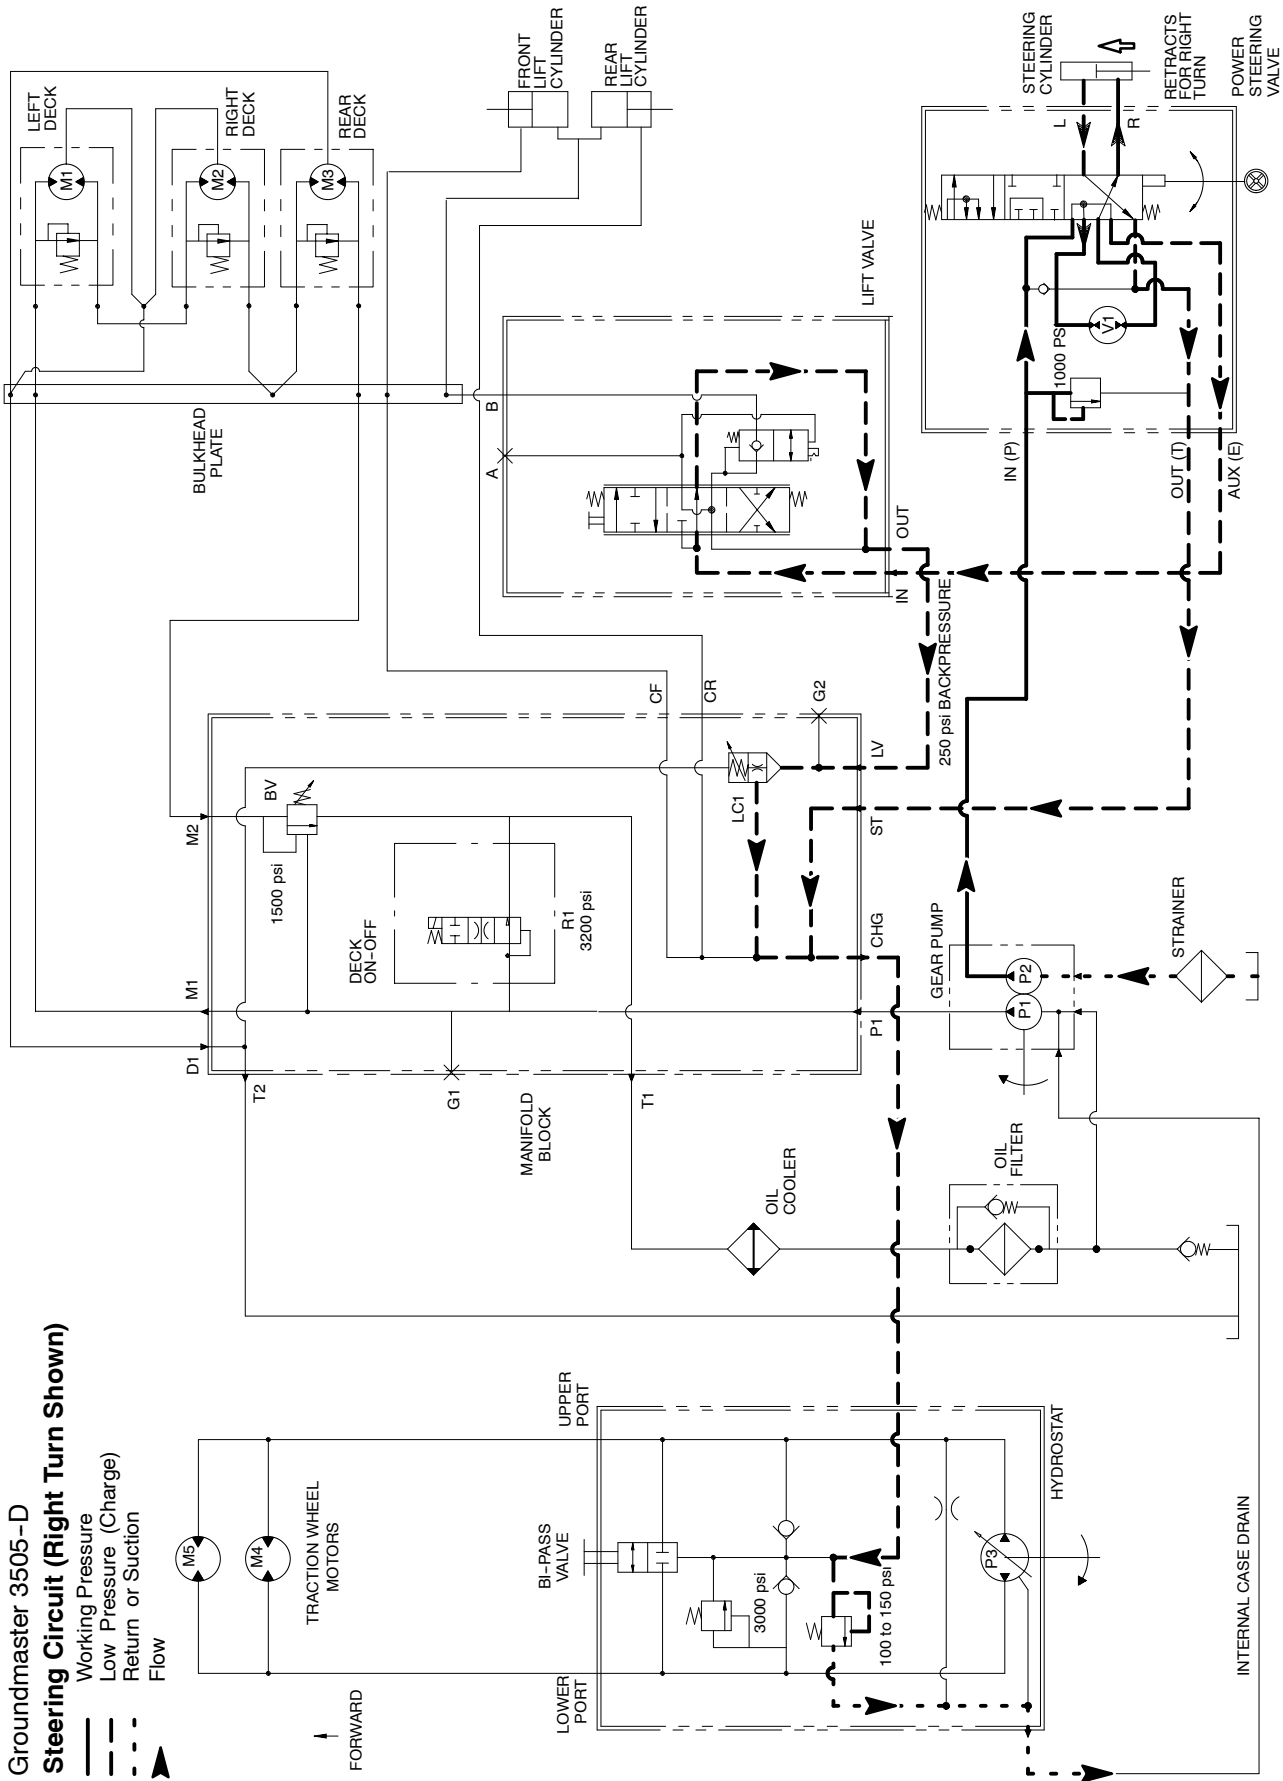 Groundmaster 3505-D
Steering Circuit (Right Turn Shown)
Working Pressure
Low Pressure (Charge)
Return or Suction
Flow
FORWARD
M5
M4
TRACTION WHEEL
MOTORS
LOWER
PORT
UPPER
PORT
BI-PASS
VALVE
3000 psi
100 to 150 psi
P3
HYDROSTAT
INTERNAL CASE DRAIN
OIL
COOLER
OIL
FILTER
MANIFOLD
BLOCK
D1
T2
G1
T1
M1
M2
BV
1500 psi
DECK
ON-OFF
R1
3200 psi
LC1
CF
CR
G2
LV
ST
CHG
P1
250 psi BACKPRESSURE
GEAR PUMP
P1
P2
STRAINER
BULKHEAD
PLATE
LEFT
DECK
M1
RIGHT
DECK
M2
REAR
DECK
M3
FRONT
LIFT
CYLINDER
REAR
LIFT
CYLINDER
LIFT VALVE
A
B
IN
OUT
IN (P)
OUT (T)
AUX (E)
1000 PS
V1
L
R
STEERING
CYLINDER
RETRACTS
FOR RIGHT
TURN
POWER
STEERING
VALVE